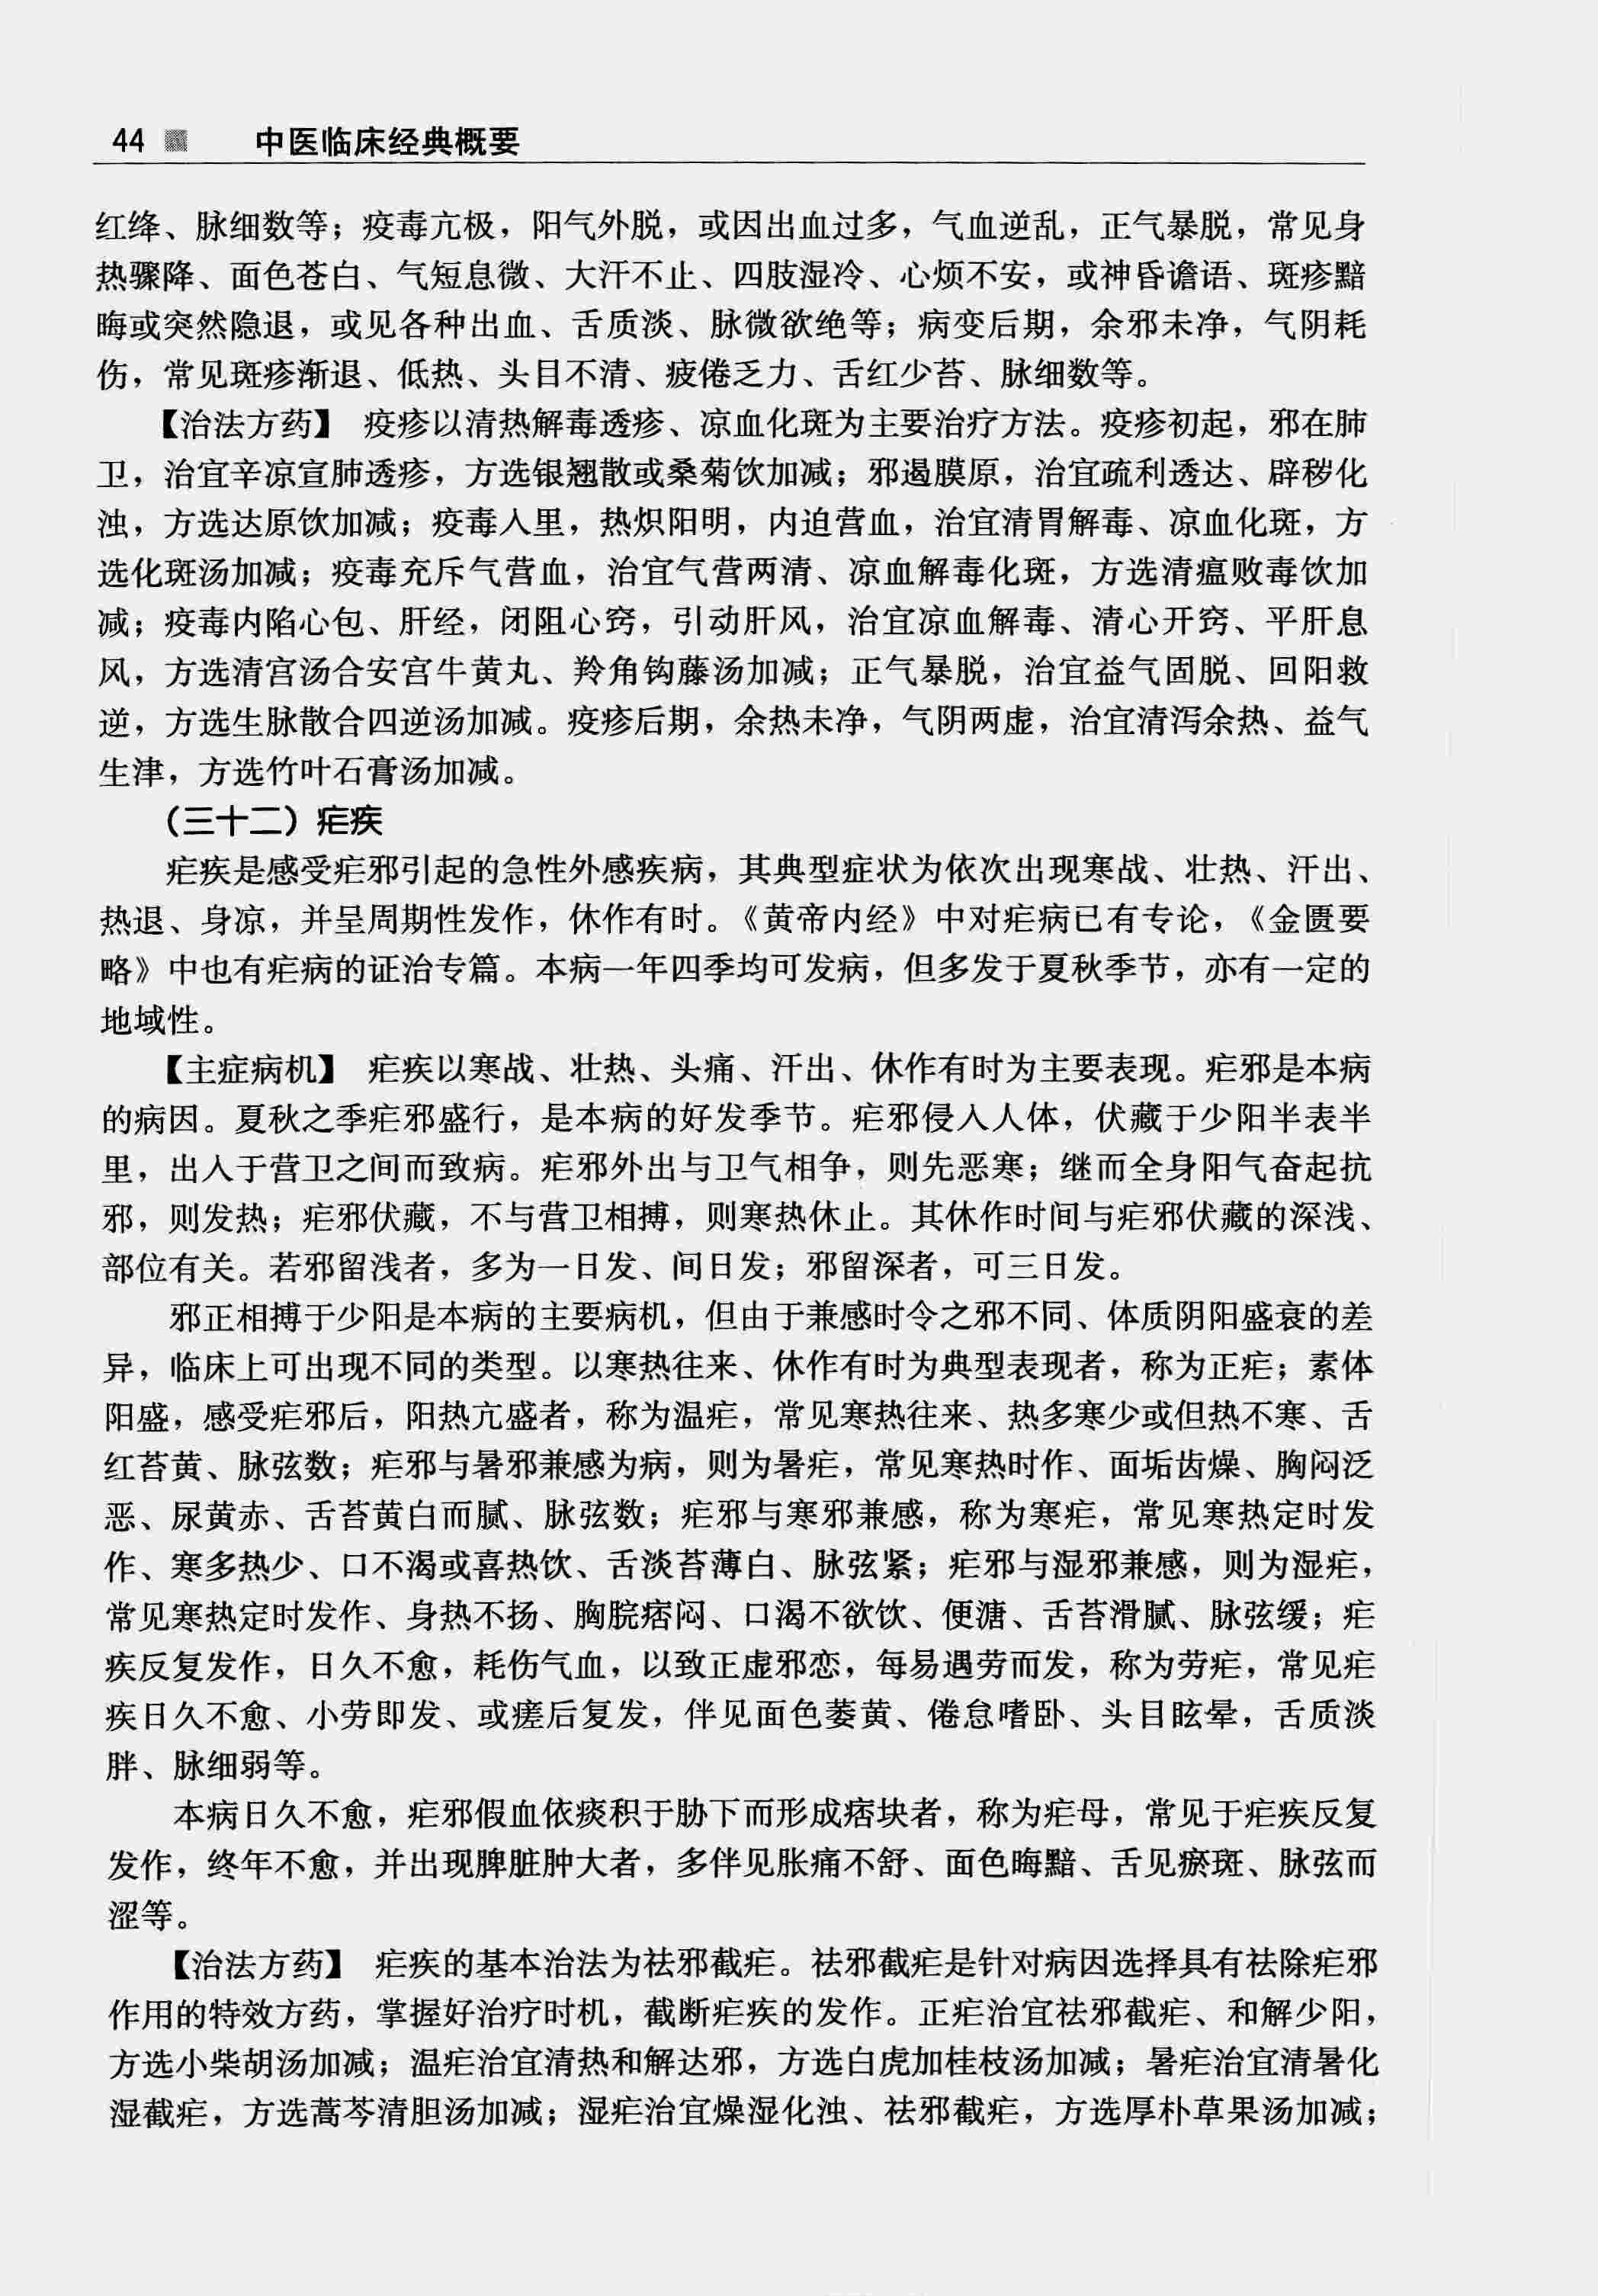 44 中医临床经典概要
红绛、脉细数等；疫毒亢极，阳气外脱，或因出血过多，气血逆乱，正气暴脱，常见身
热骤降、面色苍白、气短息微、大汗不止、四肢湿冷、心烦不安，或神昏谵语、斑疹黯
晦或突然隐退，或见各种出血、舌质淡、脉微欲绝等；病变后期，余邪未净，气阴耗
伤，常见斑疹渐退、低热、头目不清、疲倦乏力、舌红少苔、脉细数等。
【治法方药】 疫疹以清热解毒透疹、凉血化斑为主要治疗方法。疫疹初起，邪在肺
卫，治宜辛凉宣肺透疹，方选银翘散或桑菊饮加减；邪遏膜原，治宜疏利透达、辟秽化
浊，方选达原饮加减；疫毒入里，热炽阳明，内迫营血，治宜清胃解毒、凉血化斑，方
选化斑汤加减；疫毒充斥气营血，治宜气营两清、凉血解毒化斑，方选清瘟败毒饮加
减；疫毒内陷心包、肝经，闭阻心窍，引动肝风，治宜凉血解毒、清心开窍、平肝息
风，方选清宫汤合安宫牛黄丸、羚角钩藤汤加减；正气暴脱，治宜益气固脱、回阳救
逆，方选生脉散合四逆汤加减。疫疹后期，余热未净，气阴两虚，治宜清泻余热、益气
生津，方选竹叶石膏汤加减。
（三十二）疟疾
疟疾是感受疟邪引起的急性外感疾病，其典型症状为依次出现寒战、壮热、汗出、
热退、身凉，并呈周期性发作，休作有时。《黄帝内经》中对疟病已有专论，《金匮要
略》中也有疟病的证治专篇。本病一年四季均可发病，但多发于夏秋季节，亦有一定的
地域性。
【主症病机】 疟疾以寒战、壮热、头痛、汗出、休作有时为主要表现。疟邪是本病
的病因。夏秋之季疟邪盛行，是本病的好发季节。疟邪侵入人体，伏藏于少阳半表半
里，出入于营卫之间而致病。疟邪外出与卫气相争，则先恶寒；继而全身阳气奋起抗
邪，则发热；疟邪伏藏，不与营卫相搏，则寒热休止。其休作时间与疟邪伏藏的深浅、
部位有关。若邪留浅者，多为一日发、间日发；邪留深者，可三日发。
邪正相搏于少阳是本病的主要病机，但由于兼感时令之邪不同、体质阴阳盛衰的差
异，临床上可出现不同的类型。以寒热往来、休作有时为典型表现者，称为正疟；素体
阳盛，感受疟邪后，阳热亢盛者，称为温疟，常见寒热往来、热多寒少或但热不寒、舌
红苔黄、脉弦数；疟邪与暑邪兼感为病，则为暑疟，常见寒热时作、面垢齿燥、胸闷泛
恶、尿黄赤、舌苔黄白而腻、脉弦数；疟邪与寒邪兼感，称为寒疟，常见寒热定时发
作、寒多热少、口不渴或喜热饮、舌淡苔薄白、脉弦紧；疟邪与湿邪兼感，则为湿疟，
常见寒热定时发作、身热不扬、胸脘痞闷、口渴不欲饮、便溏、舌苔滑腻、脉弦缓；疟
疾反复发作，日久不愈，耗伤气血，以致正虚邪恋，每易遇劳而发，称为劳疟，常见疟
疾日久不愈、小劳即发、或瘥后复发，伴见面色萎黄、倦怠嗜卧、头目眩晕，舌质淡
胖、脉细弱等。
本病日久不愈，疟邪假血依痰积于胁下而形成痞块者，称为疟母，常见于疟疾反复
发作，终年不愈，并出现脾脏肿大者，多伴见胀痛不舒、面色晦黯、舌见瘀斑、脉弦而
涩等。
【治法方药】 疟疾的基本治法为祛邪截疟。祛邪截疟是针对病因选择具有祛除疟邪
作用的特效方药，掌握好治疗时机，截断疟疾的发作。正疟治宜祛邪截疟、和解少阳，
方选小柴胡汤加减；温疟治宜清热和解达邪，方选白虎加桂枝汤加减；暑疟治宜清暑化
湿截疟，方选蒿芩清胆汤加减；湿疟治宜燥湿化浊、祛邪截疟，方选厚朴草果汤加减；